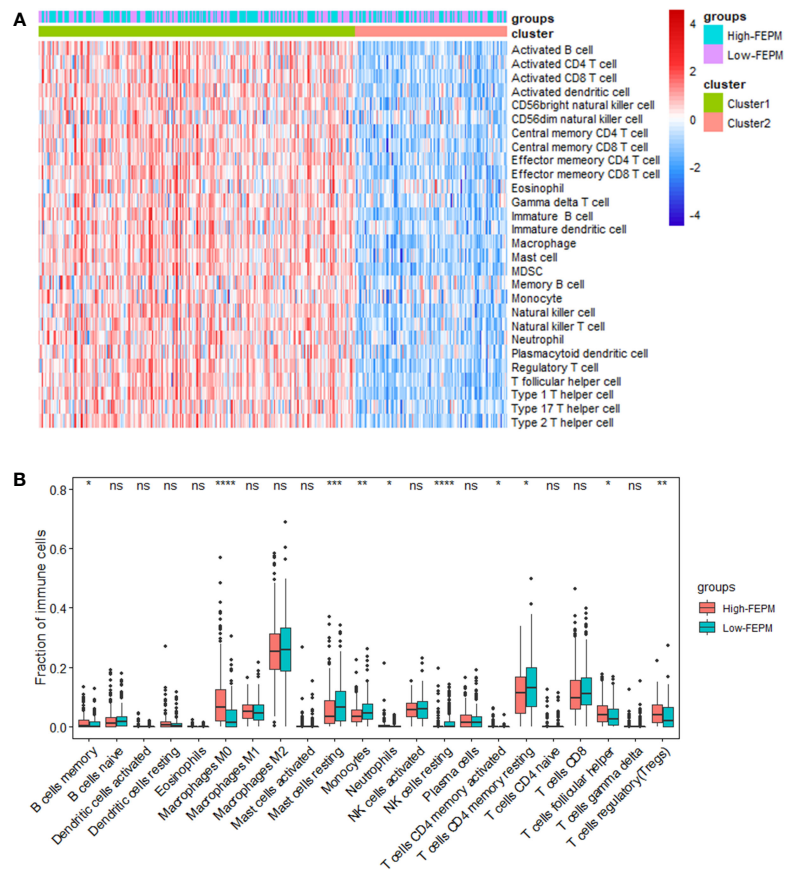 A
groups
cluster
Activated B cell
Activated CD4 T cell
Activated CD8 T cell
Activated dendritic cell
CD56bright natural killer cell
CD56dim natural killer cell
Central memory CD4 T cell
Central memory CD8 T cell
Effector memeory CD4 T cell
Effector memeory CD8 T cell
Eosinophil
Gamma delta T cell
Immature B cell
Immature dendritic cell
Macrophage
Mast cell
MDSC
Memory B cell
Monocyte
Natural killer cell
Natural killer T cell
Neutrophil
Plasmacytoid dendritic cell
Regulatory T cell
T follicular helper cell
Type 1 T helper cell
Type 17 T helper cell
Type 2 T helper cell
4
2
0
-2
-4
groups
High-FEPM
Low-FEPM
cluster
Cluster1
Cluster2
B
* ns ns ns ns **** ns ns ns *** ** * ns **** ns * * ns ns * ns **
Fraction of immune cells
0.8
0.6
0.4
0.2
0.0
B cells memory
B cells naive
Dendritic cells activated
Dendritic cells resting
Eosinophils
Macrophages M0
Macrophages M1
Macrophages M2
Mast cells activated
Mast cells resting
Monocytes
Neutrophils
NK cells activated
NK cells resting
Plasma cells
T cells CD4 memory activated
T cells CD4 memory resting
T cells CD4 naive
T cells CD8
T cells follicular helper
T cells gamma delta
T cells regulatory(Tregs)
groups
High-FEPM
Low-FEPM